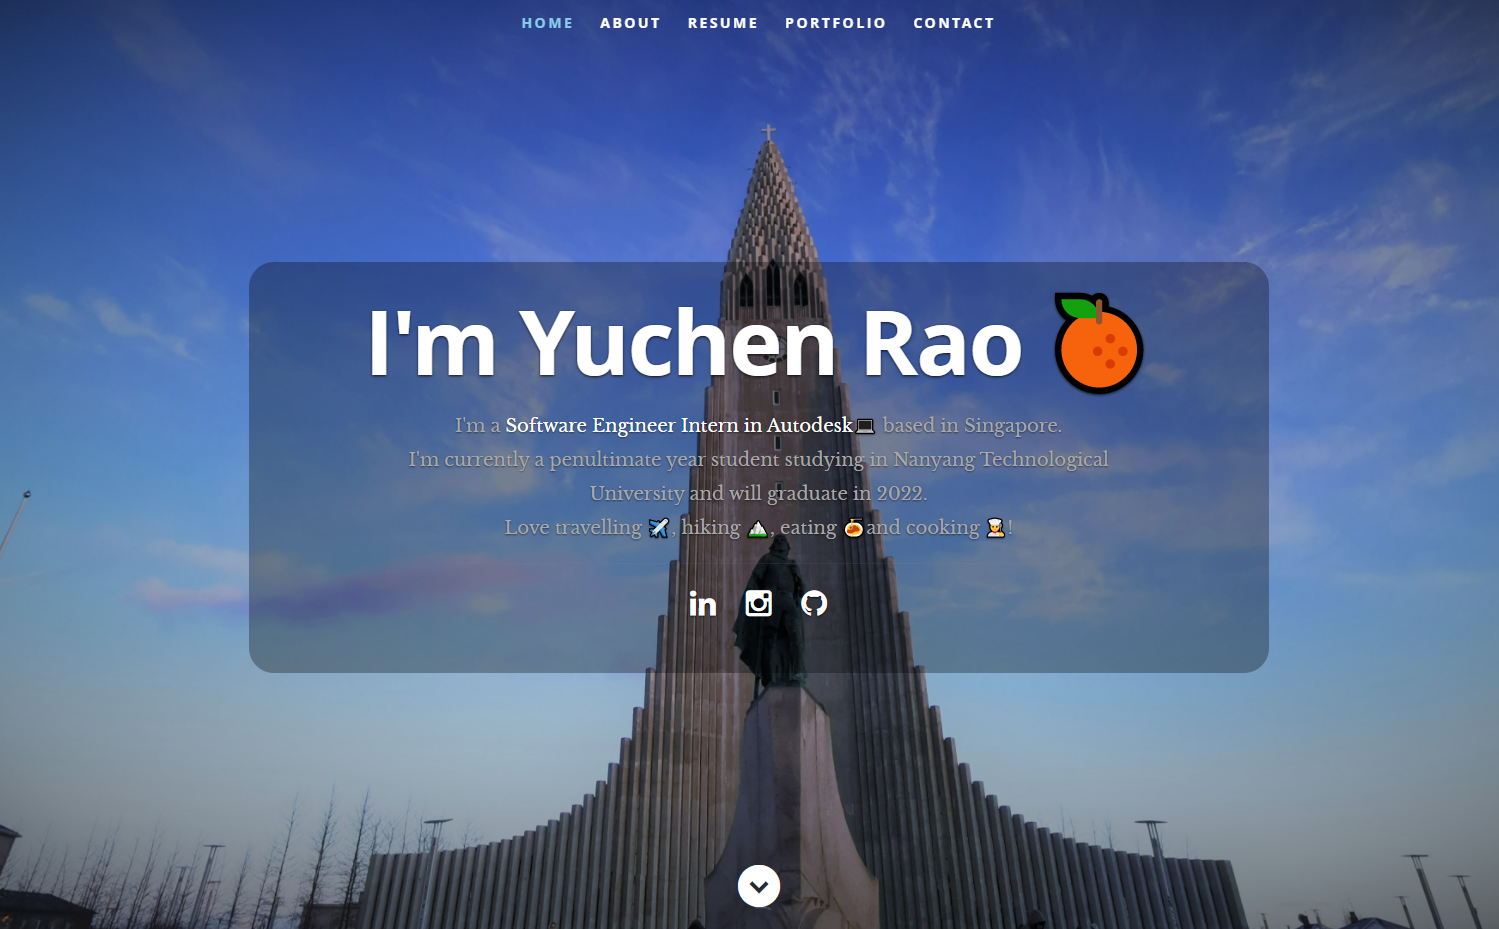 HOME ABOUT RESUME PORTFOLIO CONTACT
I'm Yuchen Rao 🍊
I'm a Software Engineer Intern in Autodesk💻 based in Singapore.
I'm currently a penultimate year student studying in Nanyang Technological
University and will graduate in 2022.
Love travelling ✈️, hiking ⛰️, eating 🍝and cooking 👩‍🍳!
in